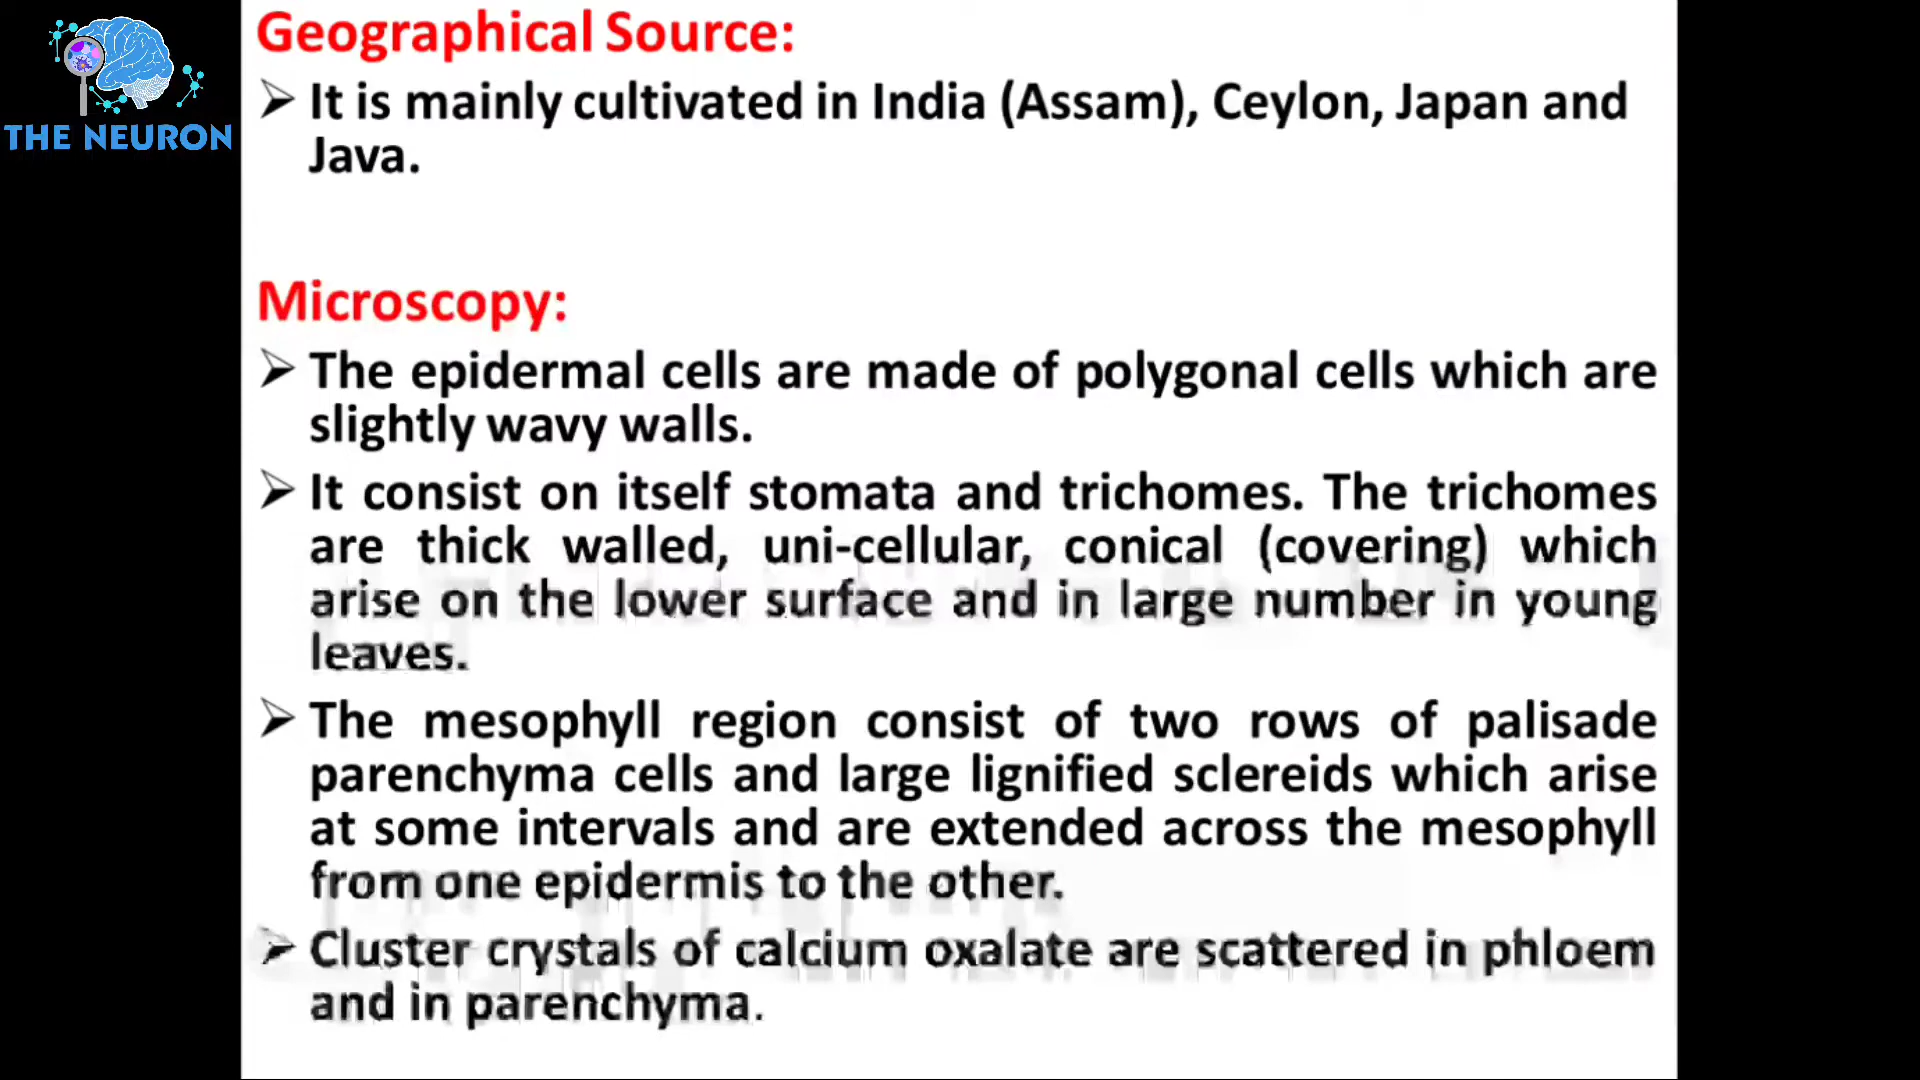 THE NEURON
Geographical Source:
➢ It is mainly cultivated in India (Assam), Ceylon, Japan and
Java.
Microscopy:
➢ The epidermal cells are made of polygonal cells which are
slightly wavy walls.
➢ It consist on itself stomata and trichomes. The trichomes
are thick walled, uni-cellular, conical (covering) which
arise on the lower surface and in large number in young
leaves.
➢ The mesophyll region consist of two rows of palisade
parenchyma cells and large lignified sclereids which arise
at some intervals and are extended across the mesophyll
from one epidermis to the other.
➢ Cluster crystals of calcium oxalate are scattered in phloem
and in parenchyma.